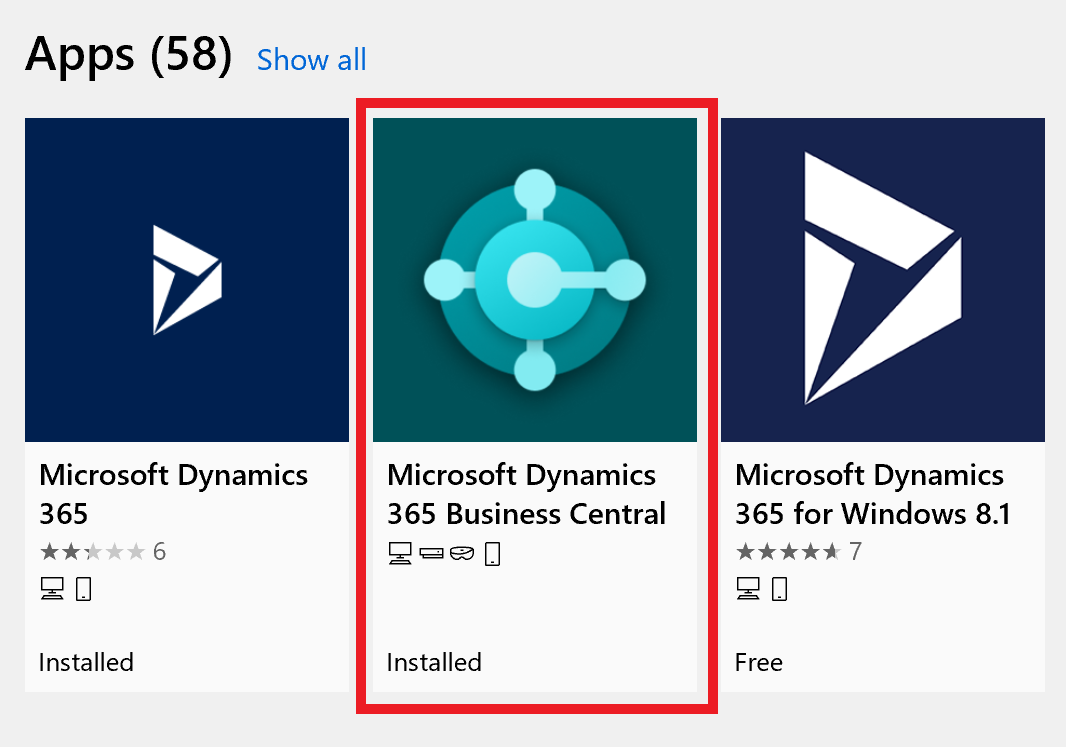 Apps (58) Show all
Microsoft Dynamics
365
6
Installed
Microsoft Dynamics
365 Business Central
Installed
Microsoft Dynamics
365 for Windows 8.1
7
Free